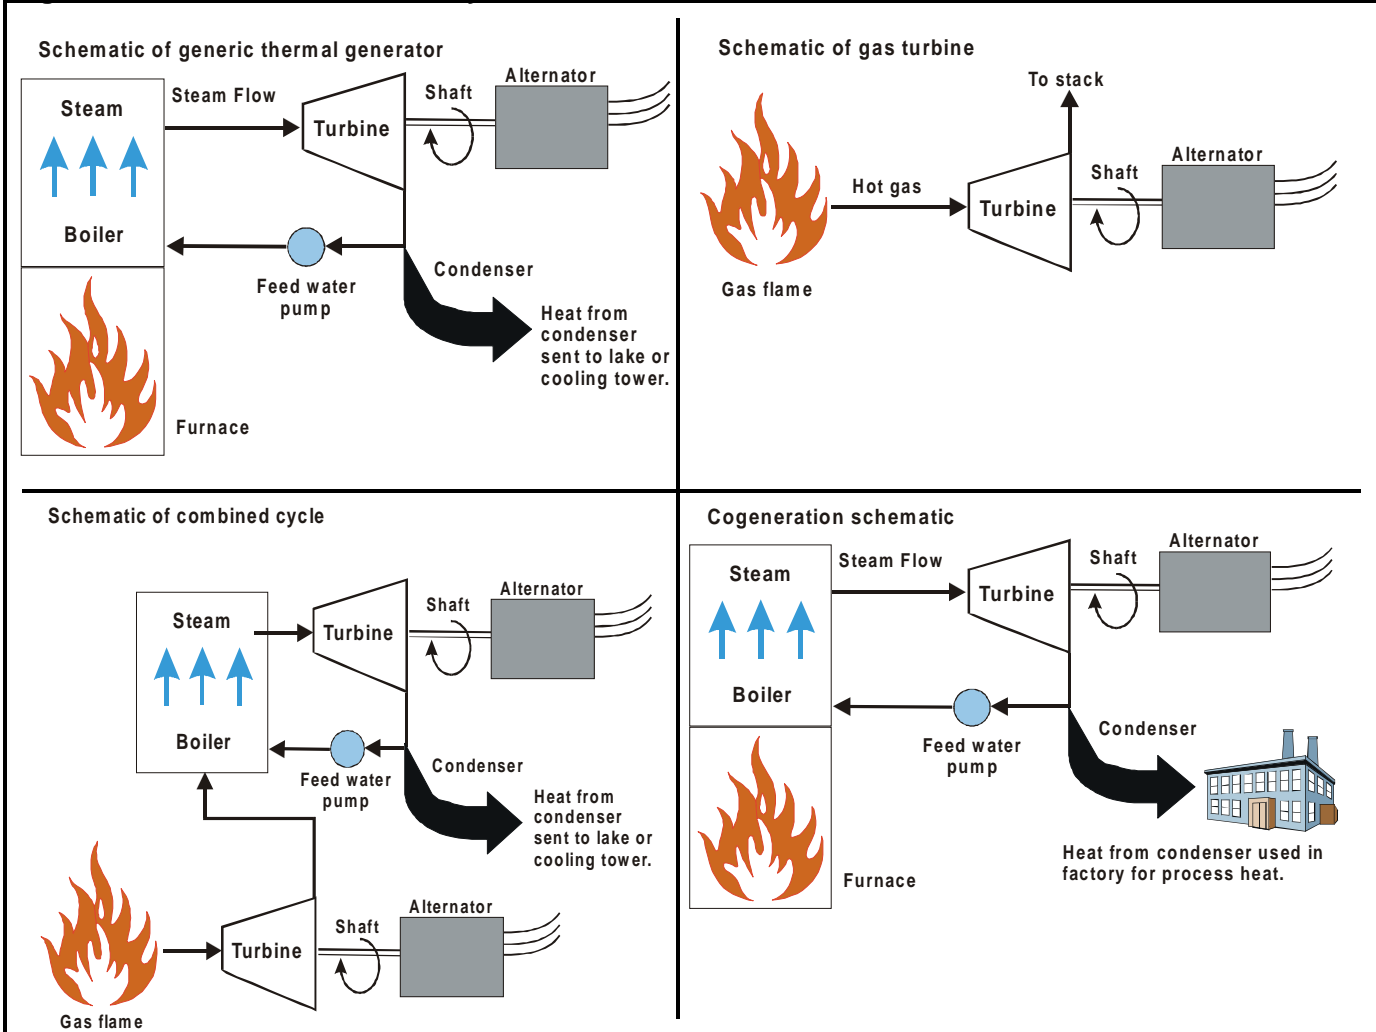 Schematic of generic thermal generator
Steam
Steam Flow
Turbine
Shaft
Alternator
Boiler
Feed water
pump
Condenser
Heat from
condenser
sent to lake or
cooling tower.
Furnace
Schematic of gas turbine
To stack
Hot gas
Turbine
Shaft
Alternator
Gas flame
Schematic of combined cycle
Steam
Turbine
Shaft
Alternator
Boiler
Feed water
pump
Condenser
Heat from
condenser
sent to lake or
cooling tower.
Turbine
Shaft
Alternator
Gas flame
Cogeneration schematic
Steam
Steam Flow
Turbine
Shaft
Alternator
Boiler
Feed water
pump
Condenser
Heat from condenser used in
factory for process heat.
Furnace